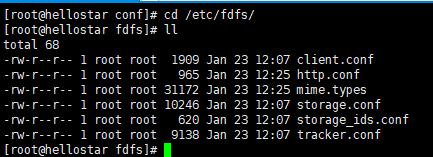 [root@hellostar conf]# cd /etc/fdfs/
[root@hellostar fdfs]# ll
total 68
-rw-r--r-- 1 root root  1909 Jan 23 12:07 client.conf
-rw-r--r-- 1 root root   965 Jan 23 12:25 http.conf
-rw-r--r-- 1 root root 31172 Jan 23 12:25 mime.types
-rw-r--r-- 1 root root 10246 Jan 23 12:07 storage.conf
-rw-r--r-- 1 root root   620 Jan 23 12:07 storage_ids.conf
-rw-r--r-- 1 root root  9138 Jan 23 12:07 tracker.conf
[root@hellostar fdfs]#